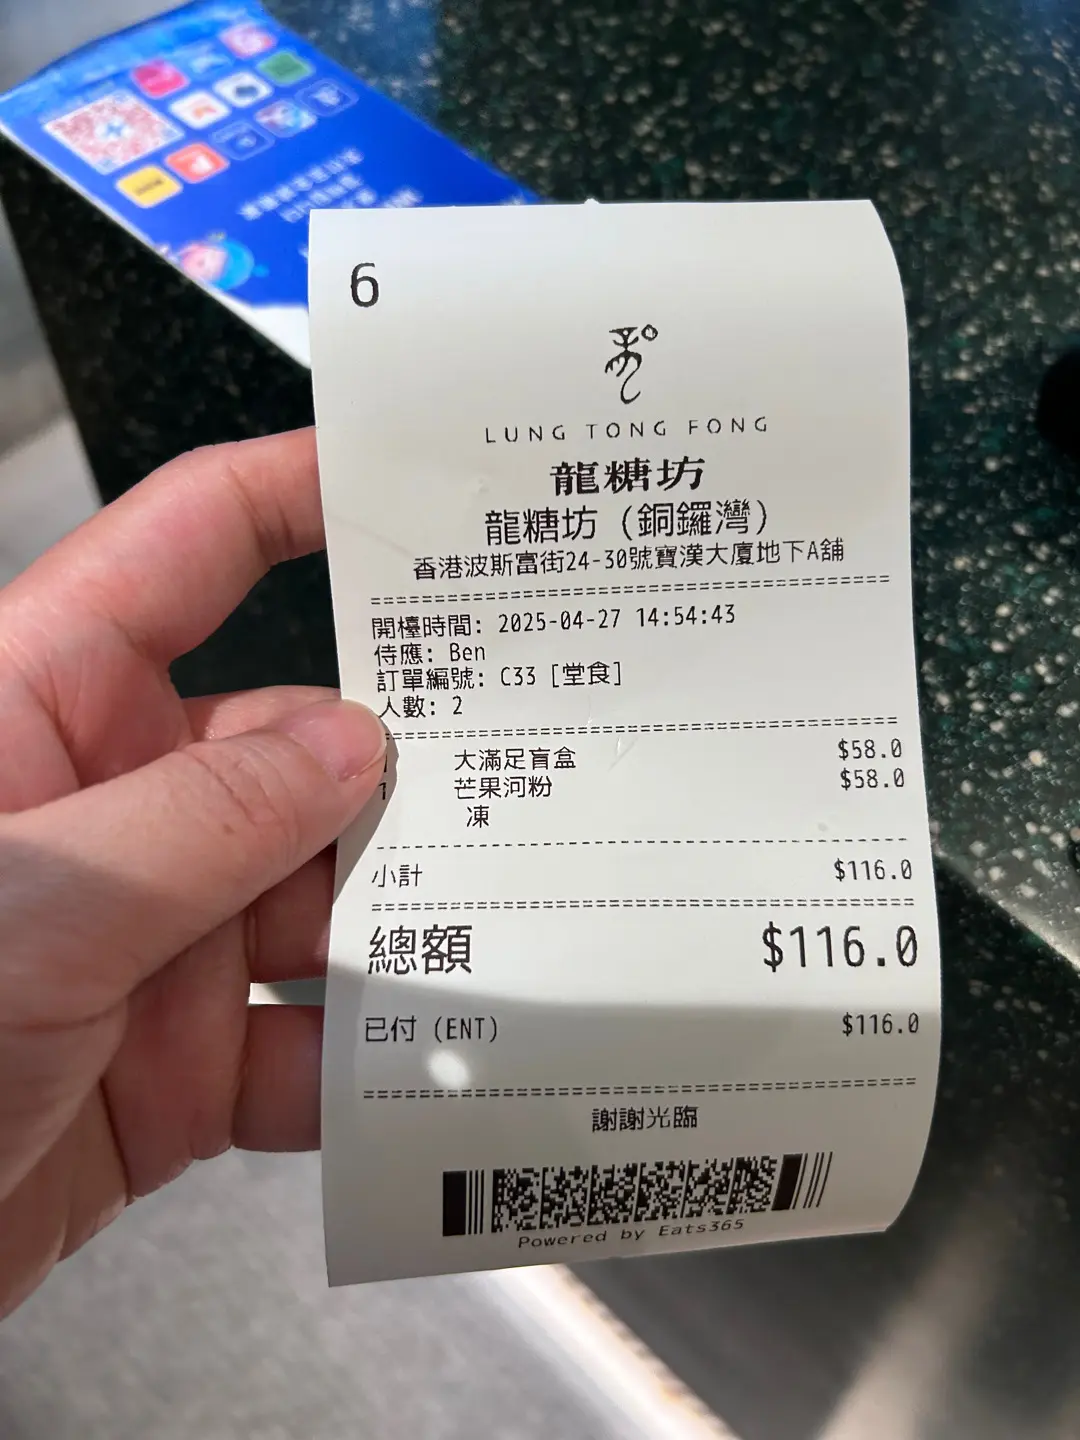 6
LUNG TONG FONG
龍糖坊
龍糖坊 (銅鑼灣)
香港波斯富街24-30號寶漢大廈地下A舖
開檯時間: 2025-04-27 14:54:43
侍應: Ben
訂單編號: C33 [堂食]
人數: 2
大滿足盲盒 $58.0
1 芒果河粉 $58.0
凍
小計 $116.0
總額 $116.0
已付 (ENT) $116.0
謝謝光臨
Powered by Eats365